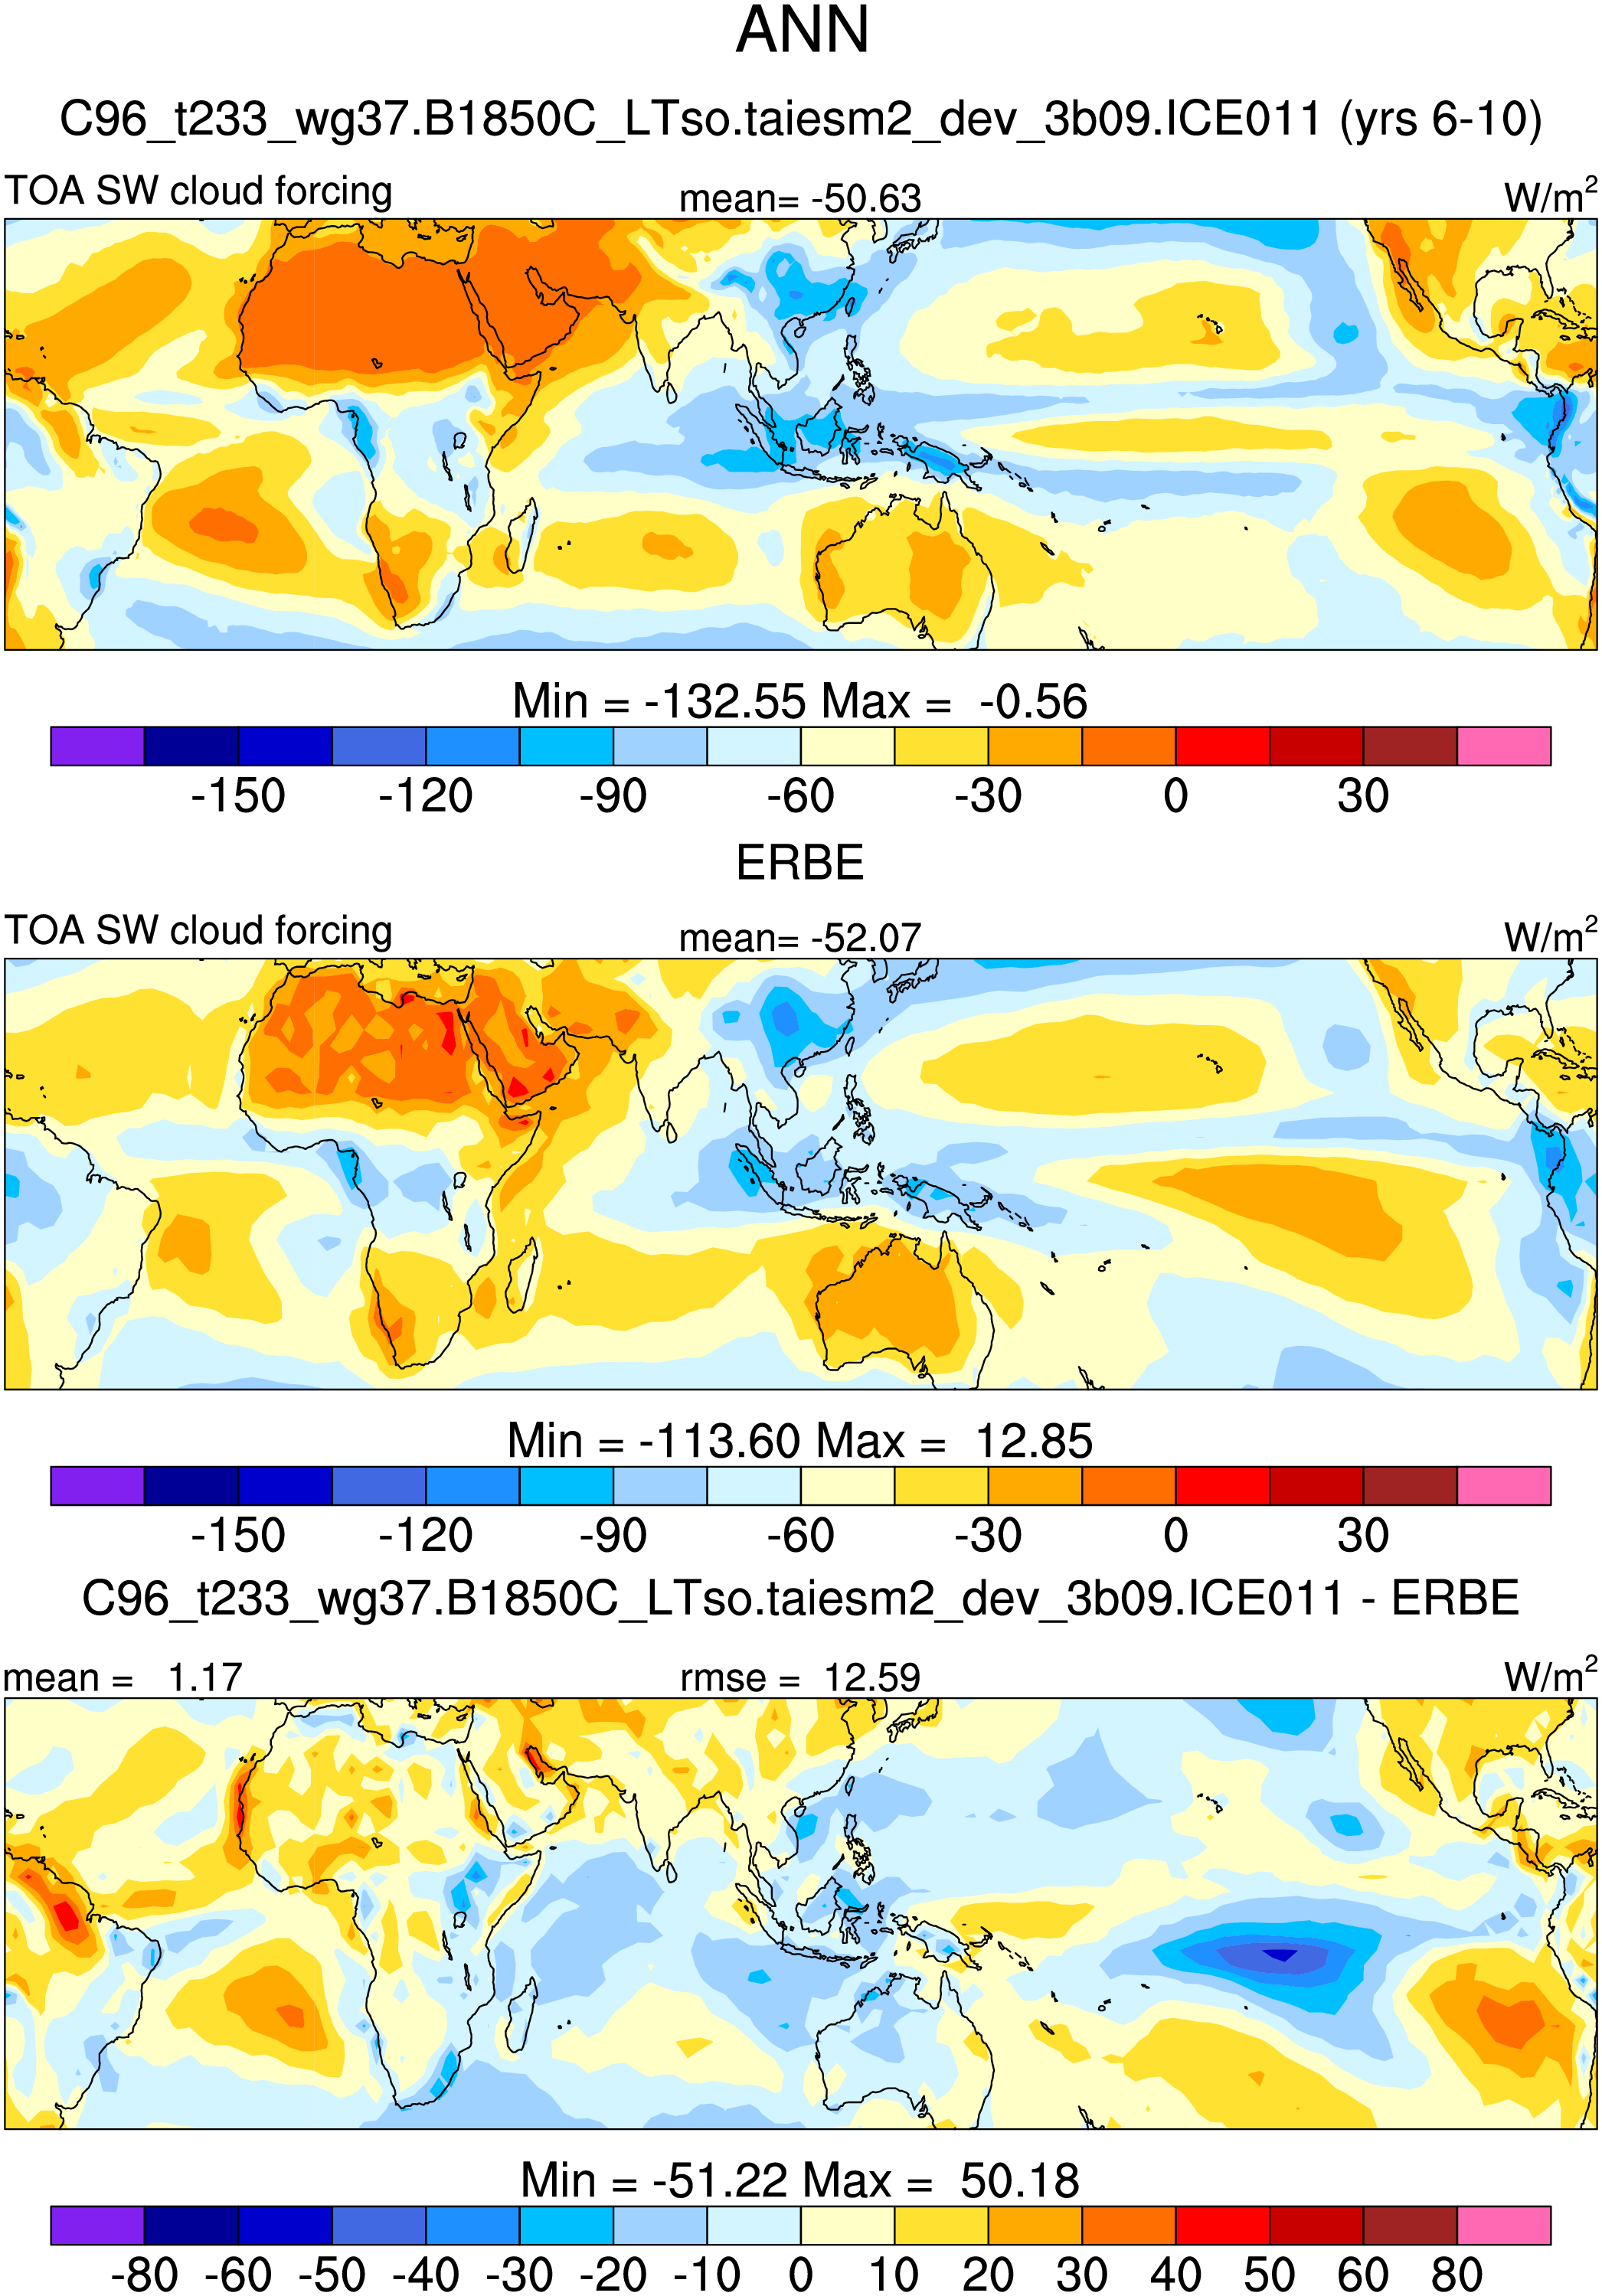 ANN
C96_t233_wg37.B1850C_LTso.taiesm2_dev_3b09.ICE011 (yrs 6-10)
TOA SW cloud forcing mean= -50.63 W/m2
Min = -132.55 Max = -0.56
-150 -120 -90 -60 -30 0 30
ERBE
TOA SW cloud forcing mean= -52.07 W/m2
Min = -113.60 Max = 12.85
-150 -120 -90 -60 -30 0 30
C96_t233_wg37.B1850C_LTso.taiesm2_dev_3b09.ICE011 - ERBE
mean = 1.17 rmse = 12.59 W/m2
Min = -51.22 Max = 50.18
-80 -60 -50 -40 -30 -20 -10 0 10 20 30 40 50 60 80